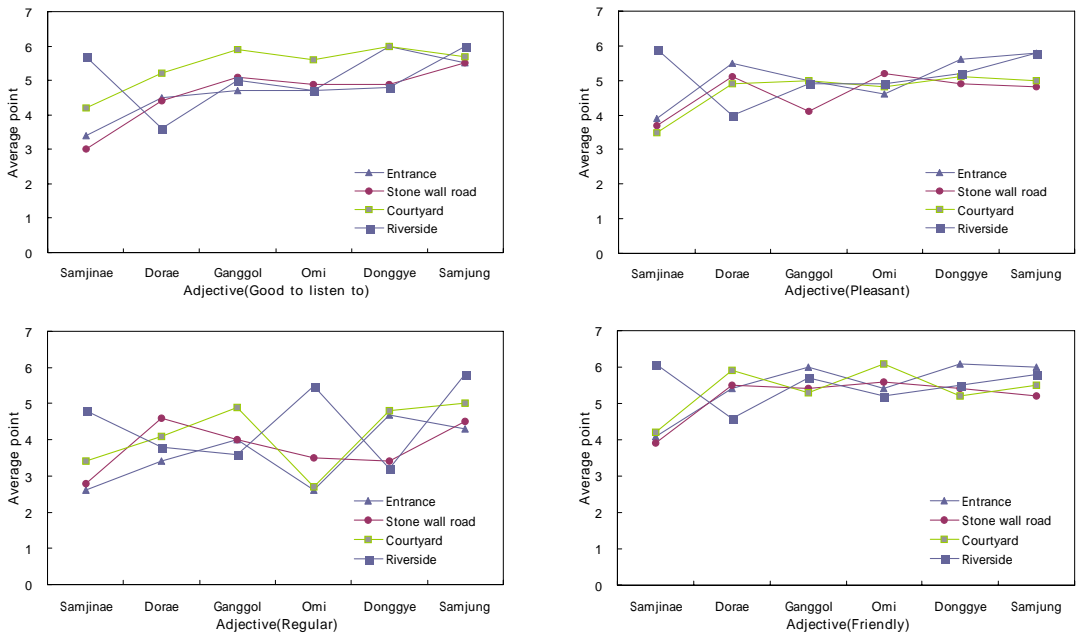 7
6
5
4
3
2
1
0
Average point
Entrance
Stone wall road
Courtyard
Riverside
Samjinae Dorae Ganggol Omi Donggye Samjung
Adjective(Good to listen to)
7
6
5
4
3
2
1
0
Average point
Entrance
Stone wall road
Courtyard
Riverside
Samjinae Dorae Ganggol Omi Donggye Samjung
Adjective(Pleasant)
7
6
5
4
3
2
1
0
Average point
Entrance
Stone wall road
Courtyard
Riverside
Samjinae Dorae Ganggol Omi Donggye Samjung
Adjective(Regular)
7
6
5
4
3
2
1
0
Average point
Entrance
Stone wall road
Courtyard
Riverside
Samjinae Dorae Ganggol Omi Donggye Samjung
Adjective(Friendly)